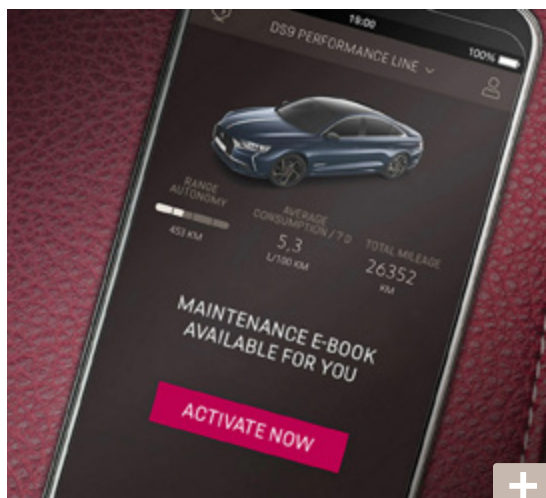 19:00
100%
DS9 PERFORMANCE LINE
RANGE
AUTONOMY
453 KM
AVERAGE
CONSUMPTION / 7 D
5,3
L/100 KM
TOTAL MILEAGE
26352
KM
MAINTENANCE E-BOOK
AVAILABLE FOR YOU
ACTIVATE NOW